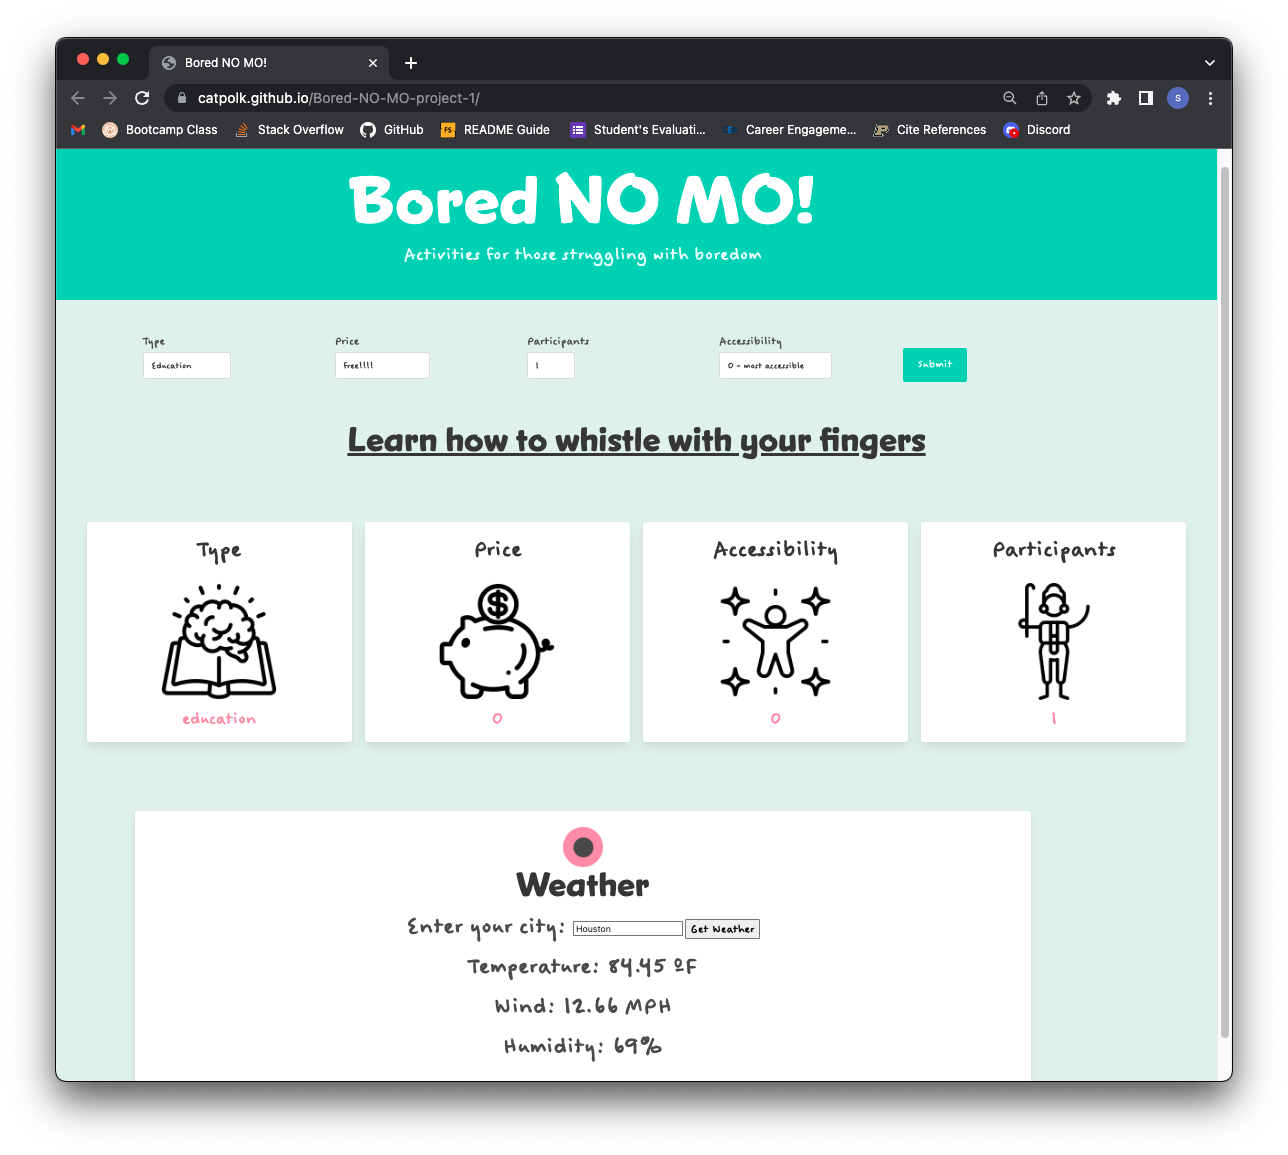 Bored NO MO!
catpolk.github.io/Bored-NO-MO-project-1/
S
Bootcamp Class Stack Overflow GitHub FS README Guide Student's Evaluati... Career Engageme... Cite References Discord
Bored NO MO!
Activities for those struggling with boredom
Type Price Participants Accessibility
Education Free!!!! 1 0 - most accessible Submit
Learn how to whistle with your fingers
Type Price Accessibility Participants
education 0 0 1
Weather
Enter your city: Houston Get Weather
Temperature: 84.45 ºF
Wind: 12.66 MPH
Humidity: 69%